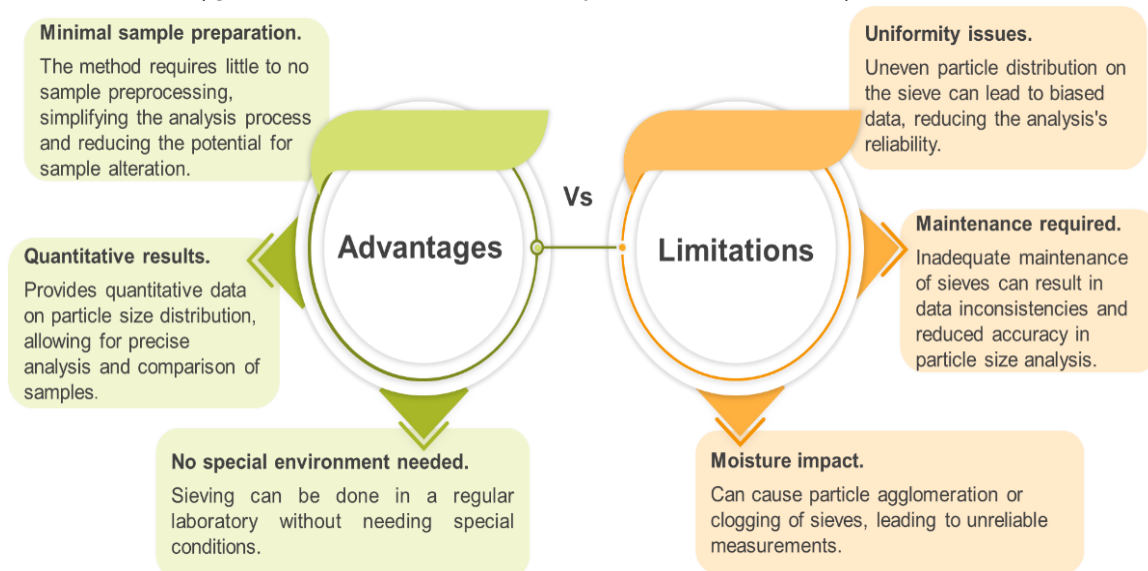 Minimal sample preparation.
The method requires little to no
sample preprocessing,
simplifying the analysis process
and reducing the potential for
sample alteration.
Quantitative results.
Provides quantitative data
on particle size distribution,
allowing for precise
analysis and comparison of
samples.
No special environment needed.
Sieving can be done in a regular
laboratory without needing special
conditions.
Advantages
Vs
Limitations
Uniformity issues.
Uneven particle distribution on
the sieve can lead to biased
data, reducing the analysis's
reliability.
Maintenance required.
Inadequate maintenance
of sieves can result in
data inconsistencies and
reduced accuracy in
particle size analysis.
Moisture impact.
Can cause particle agglomeration or
clogging of sieves, leading to unreliable
measurements.